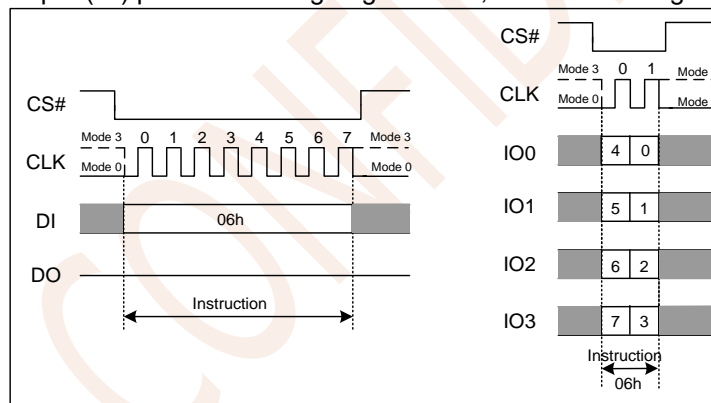 CS#
Mode 3 0 1 2 3 4 5 6 7 Mode 3
CLK
Mode 0 Mode 0
DI 06h
DO
Instruction
CS#
Mode 3 0 1 Mode
CLK
Mode 0 Mode
IO0 4 0
IO1 5 1
IO2 6 2
IO3 7 3
Instruction
06h